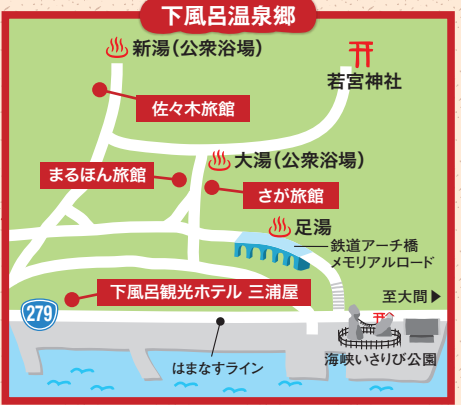 下風呂温泉郷
新湯（公衆浴場）
若宮神社
佐々木旅館
大湯（公衆浴場）
まるほん旅館
さが旅館
足湯
鉄道アーチ橋
メモリアルロード
至大間▶
下風呂観光ホテル 三浦屋
279
はまなすライン
海峡いさりび公園